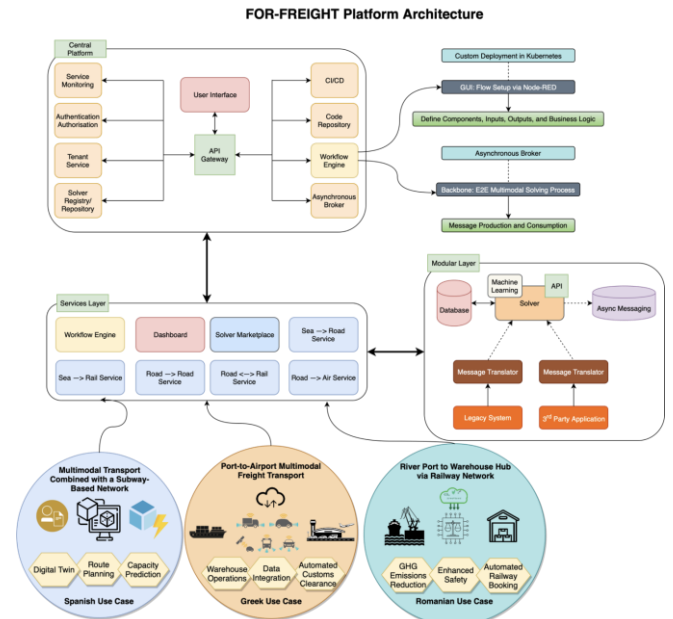 FOR-FREIGHT Platform Architecture
Central
Platform
Service
Monitoring
Authentication
Authorisation
Tenant
Service
Solver
Registry/
Repository
User Interface
API
Gateway
CI/CD
Code
Repository
Workflow
Engine
Asynchronous
Broker
Custom Deployment in Kubernetes
GUI: Flow Setup via Node-RED
Define Components, Inputs, Outputs, and Business Logic
Asynchronous Broker
Backbone: E2E Multimodal Solving Process
Message Production and Consumption
Services Layer
Workflow Engine
Dashboard
Solver Marketplace
Sea —> Road
Service
Sea —> Rail Service
Road —> Road
Service
Road <—> Rail
Service
Road —> Air Service
Modular Layer
Machine
Learning
API
Database
Solver
Async Messaging
Message Translator
Message Translator
Legacy System
3rd Party Application
Multimodal Transport
Combined with a Subway-
Based Network
Digital Twin
Route
Planning
Capacity
Prediction
Spanish Use Case
Port-to-Airport Multimodal
Freight Transport
Warehouse
Operations
Data
Integration
Automated
Customs
Clearance
Greek Use Case
River Port to Warehouse Hub
via Railway Network
GHG
Emissions
Reduction
Enhanced
Safety
Automated
Railway
Booking
Romanian Use Case